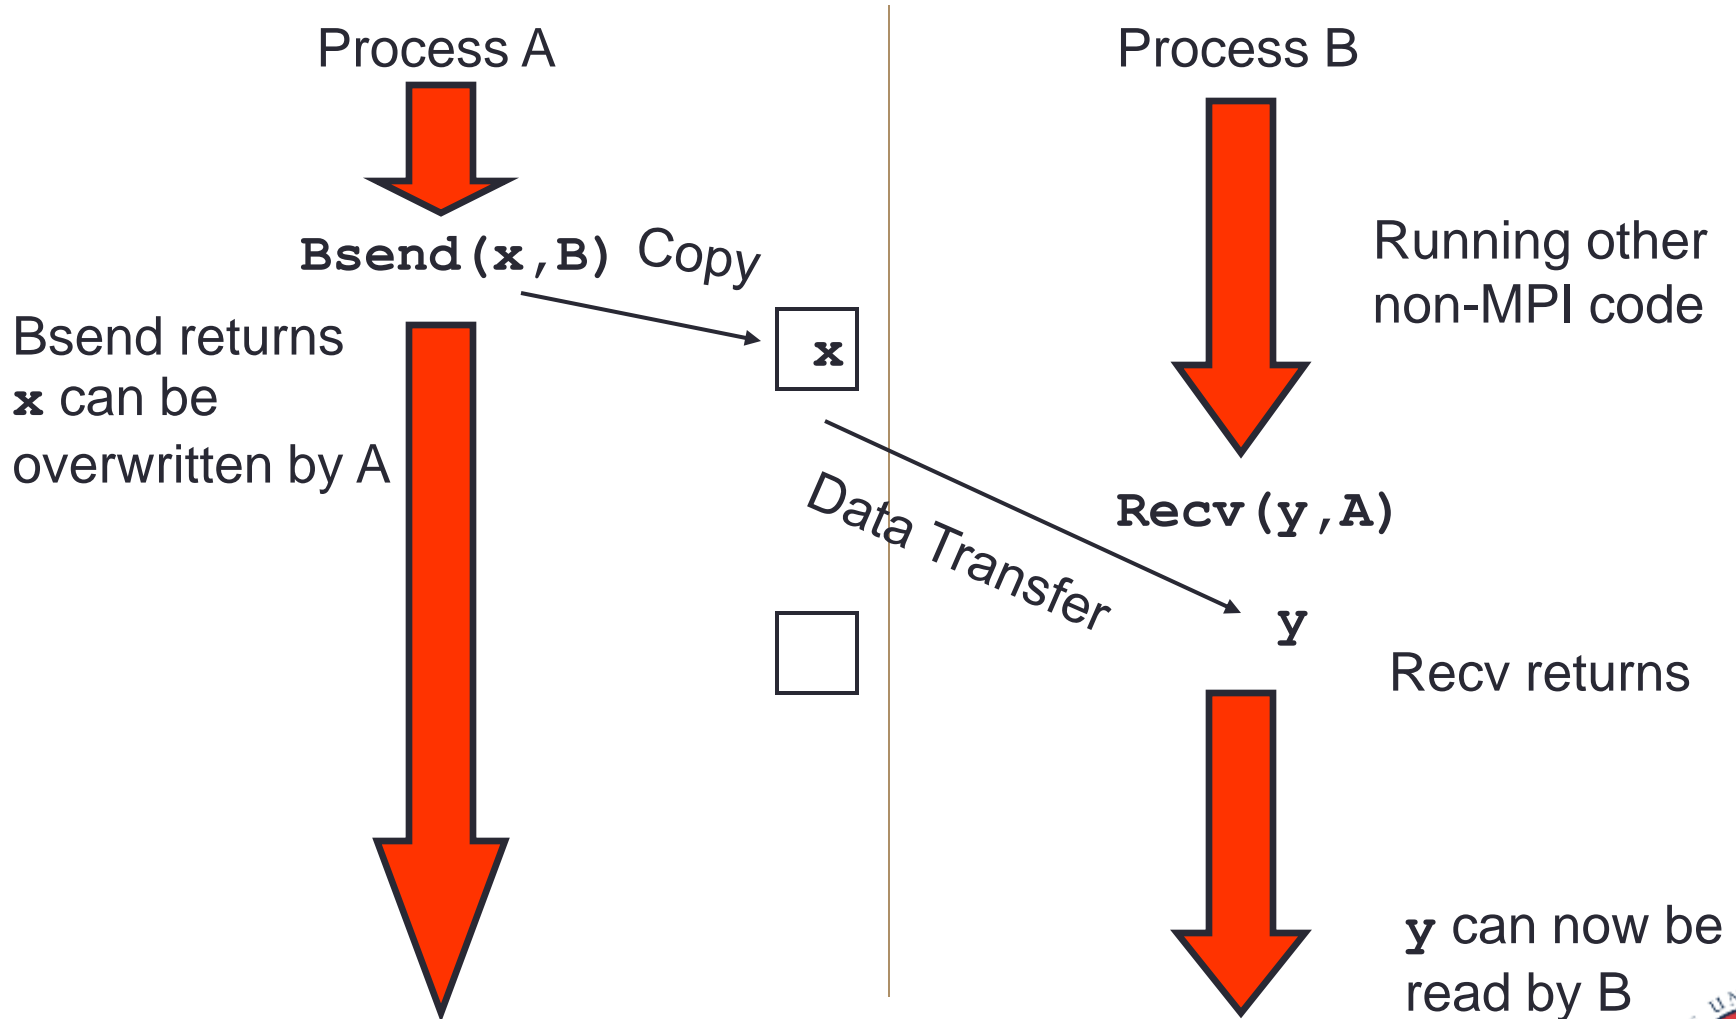 Process A
Process B
Bsend(x,B)
Copy
Running other
non-MPI code
Bsend returns
x can be
overwritten by A
x
Data Transfer
Recv(y,A)
y
Recv returns
y can now be
read by B